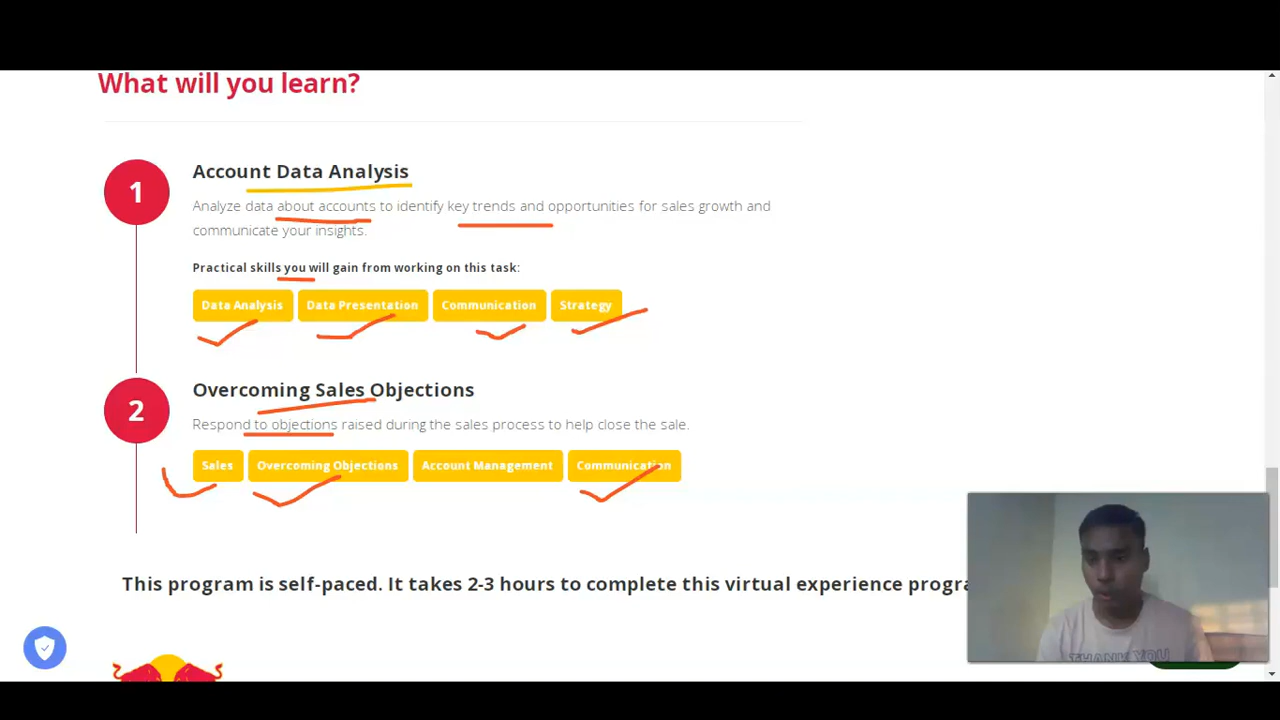 What will you learn?
1
Account Data Analysis
Analyze data about accounts to identify key trends and opportunities for sales growth and
communicate your insights.
Practical skills you will gain from working on this task:
Data Analysis Data Presentation Communication Strategy
2
Overcoming Sales Objections
Respond to objections raised during the sales process to help close the sale.
Sales Overcoming Objections Account Management Communication
This program is self-paced. It takes 2-3 hours to complete this virtual experience progra
THANK YOU